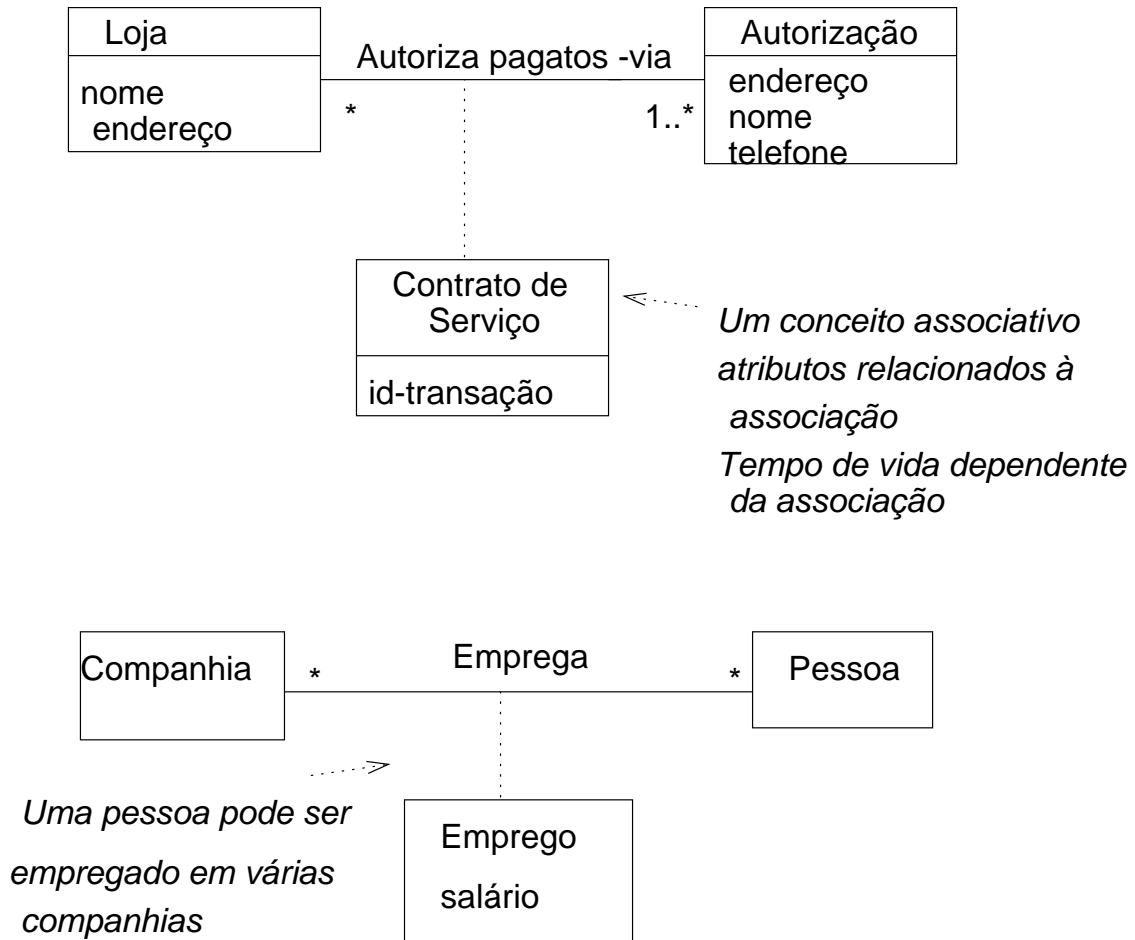 Loja
nome
endereço
Autoriza pagatos -via
*
1..*
Autorização
endereço
nome
telefone
Contrato de
Serviço
id-transação
Um conceito associativo
atributos relacionados à
associação
Tempo de vida dependente
da associação
Companhia
*
Emprega
*
Pessoa
Uma pessoa pode ser
empregado em várias
companhias
Emprego
salário